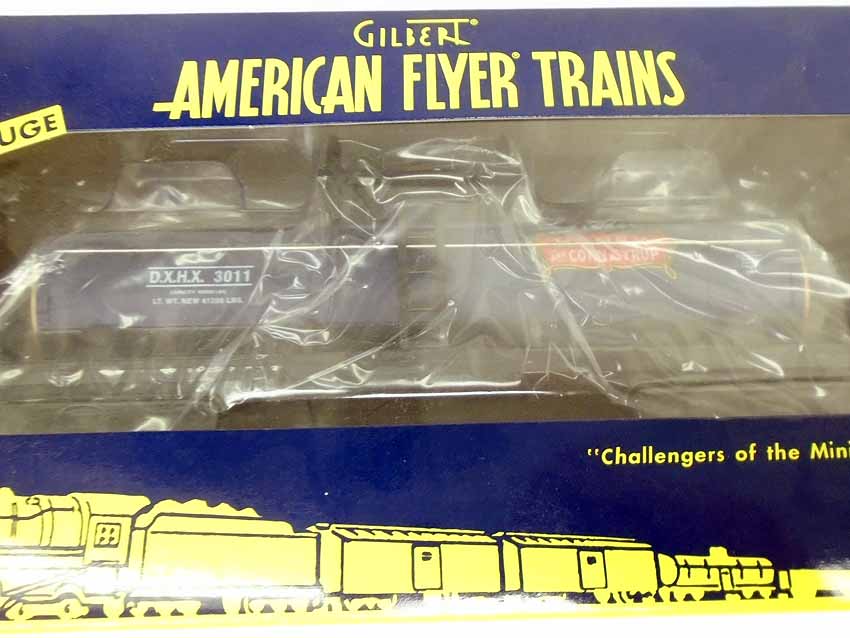 GILBERT®
AMERICAN FLYER® TRAINS
UGE
D.X.H.X. 3011
LT. WT. NEW
CORN SYRUP
"Challengers of the Mini